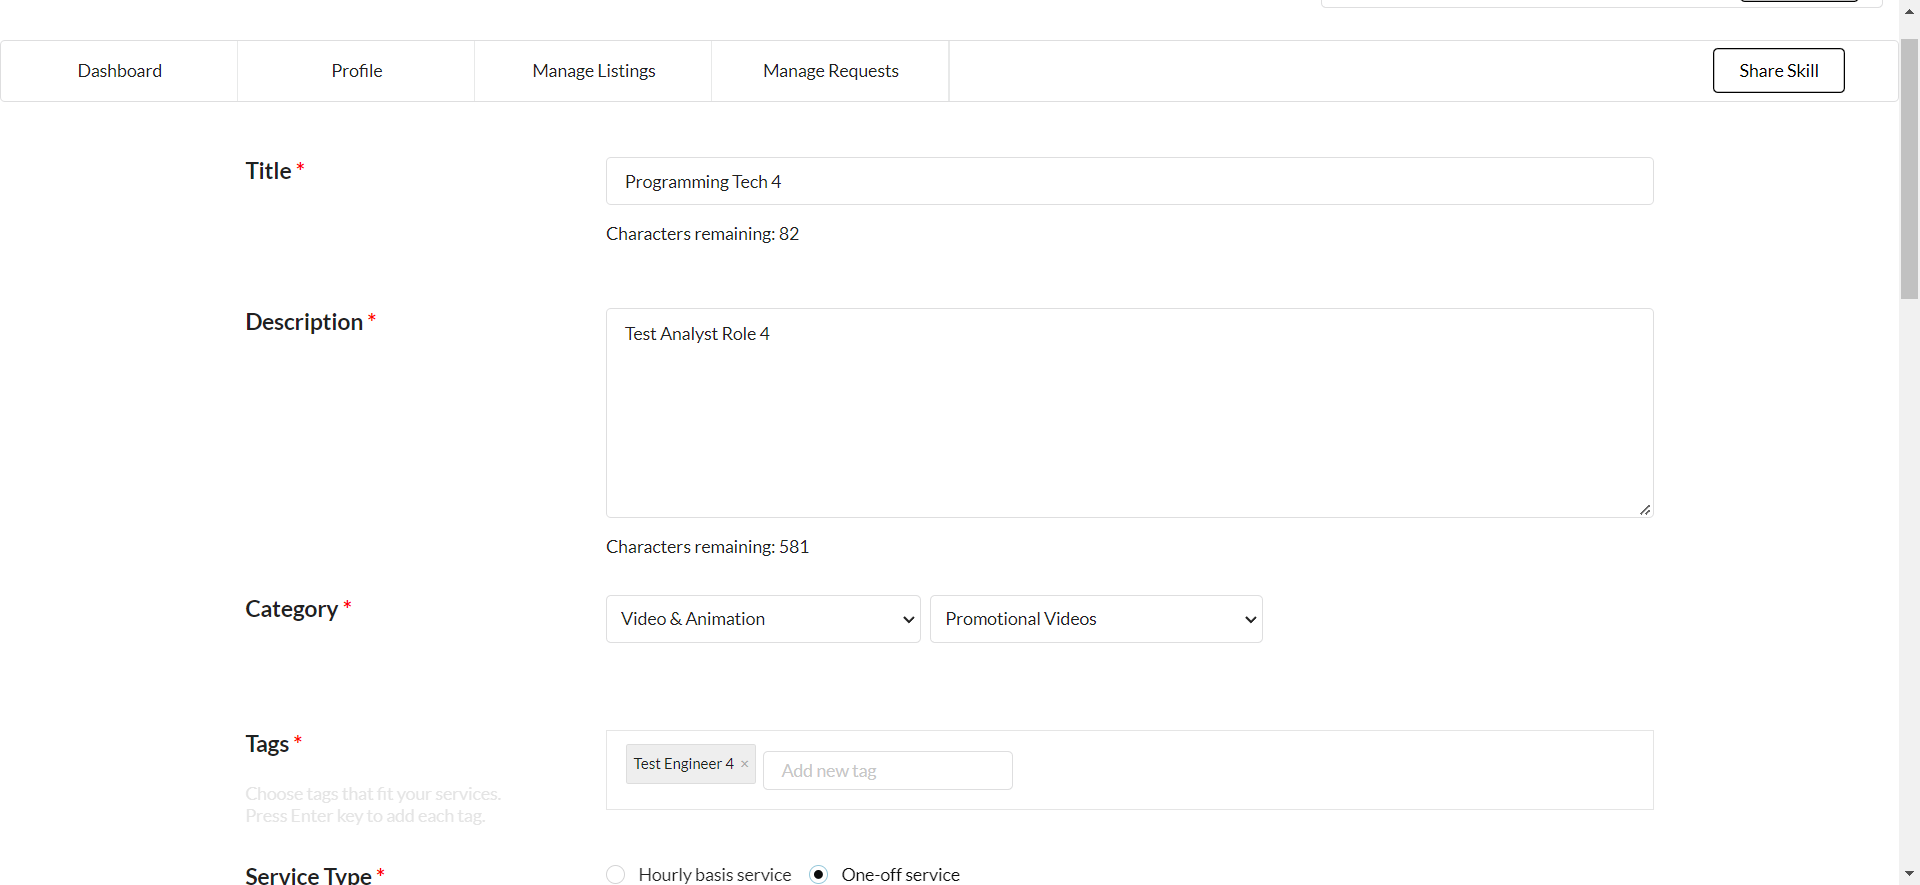 Dashboard
Profile
Manage Listings
Manage Requests
Share Skill
Title *
Programming Tech 4
Characters remaining: 82
Description *
Test Analyst Role 4
Characters remaining: 581
Category *
Video & Animation
Promotional Videos
Tags *
Test Engineer 4 ×
Add new tag
Choose tags that fit your services.
Press Enter key to add each tag.
Service Type *
Hourly basis service
One-off service